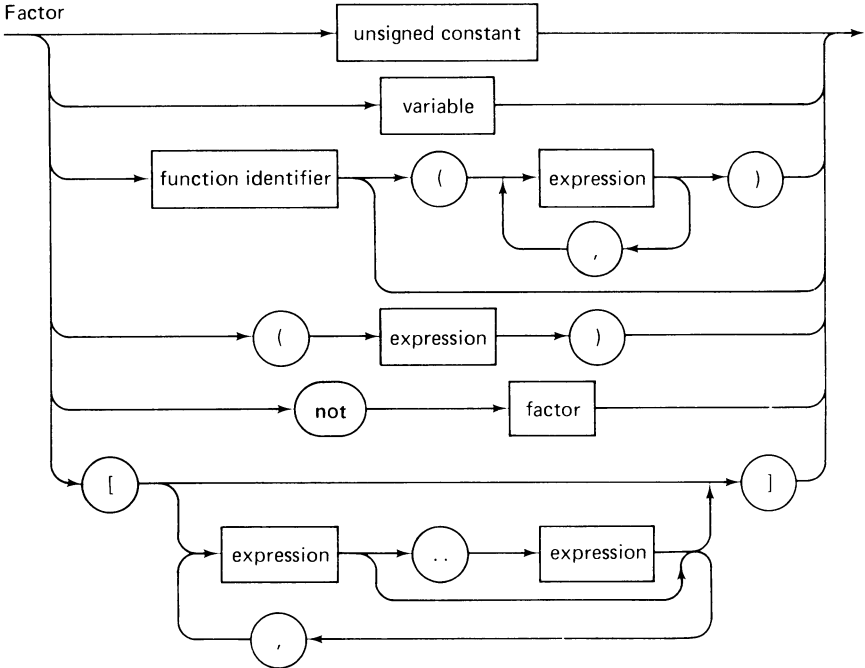 Factor
unsigned constant
variable
function identifier ( expression )
,
( expression )
not factor
[ ]
expression .. expression
,